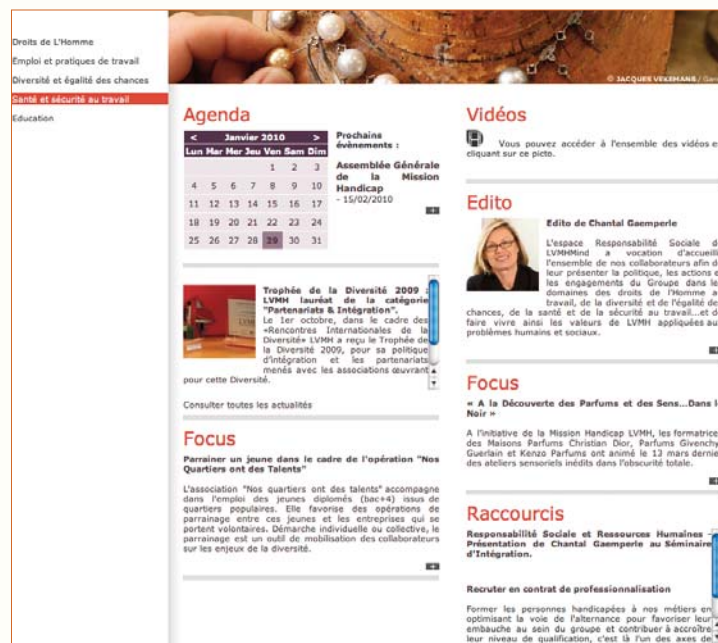 Droits de L'Homme
Emploi et pratiques de travail
Diversité et égalité des chances
Santé et sécurité au travail
Education
© JACQUES VEKEMANS /
Agenda
< Janvier 2010 >
Lun Mar Mer Jeu Ven Sam Dim
1 2 3
4 5 6 7 8 9 10
11 12 13 14 15 16 17
18 19 20 21 22 23 24
25 26 27 28 29 30 31
Prochains
évènements :
Assemblée Générale
de la Mission
Handicap
- 15/02/2010
Trophée de la Diversité 2009 -
LVMH lauréat de la catégorie
"Partenariats & Intégration".
Le 1er octobre, dans le cadre des
«Rencontres Internationales de la
Diversité» LVMH a reçu le Trophée de
la Diversité 2009, pour sa politique
d'intégration et les partenariats
menés avec les associations œuvrant
pour cette Diversité.
Consulter toutes les actualités
Focus
Parrainer un jeune dans le cadre de l'opération "Nos
Quartiers ont des Talents"
L'association "Nos quartiers ont des talents" accompagne
dans l'emploi des jeunes diplomés (bac+4) issus de
quartiers populaires. Elle favorise des opérations de
parrainage entre ces jeunes et les entreprises qui se
portent volontaires. Démarche individuelle ou collective, le
parrainage est un outil de mobilisation des collaborateurs
sur les enjeux de la diversité.
Vidéos
Vous pouvez accéder à l'ensemble des vidéos e
cliquant sur ce picto.
Edito
Edito de Chantal Gaemperle
L'espace Responsabilité Sociale d
LVMHMind a vocation d'accueill
l'ensemble de nos collaborateurs afin d
leur présenter la politique, les actions e
les engagements du Groupe dans le
domaines des droits de l'Homme a
travail, de la diversité et de l'égalité de
chances, de la santé et de la sécurité au travail...et d
faire vivre ainsi les valeurs de LVMH appliquées au
problèmes humains et sociaux.
Focus
« A la Découverte des Parfums et des Sens...Dans l
Noir »
A l'initiative de la Mission Handicap LVMH, les formatrice
des Maisons Parfums Christian Dior, Parfums Givenchy
Guerlain et Kenzo Parfums ont animé le 13 mars dernie
des ateliers sensoriels inédits dans l'obscurité totale.
Raccourcis
Responsabilité Sociale et Ressources Humaines -
Présentation de Chantal Gaemperle au Séminaire
d'Intégration.
Recruter en contrat de professionnalisation
Former les personnes handicapées à nos métiers en
optimisant la voie de l'alternance pour favoriser leur
embauche au sein du groupe et contribuer à accroître
leur niveau de qualification, c'est là l'un des axes de